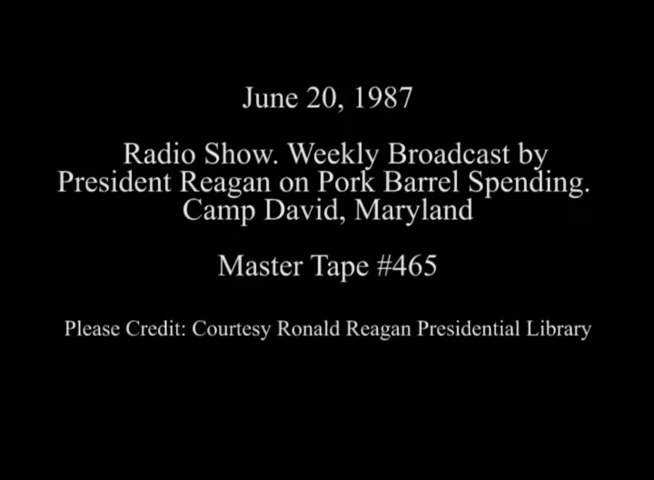 June 20, 1987
Radio Show. Weekly Broadcast by
President Reagan on Pork Barrel Spending.
Camp David, Maryland
Master Tape #465
Please Credit: Courtesy Ronald Reagan Presidential Library